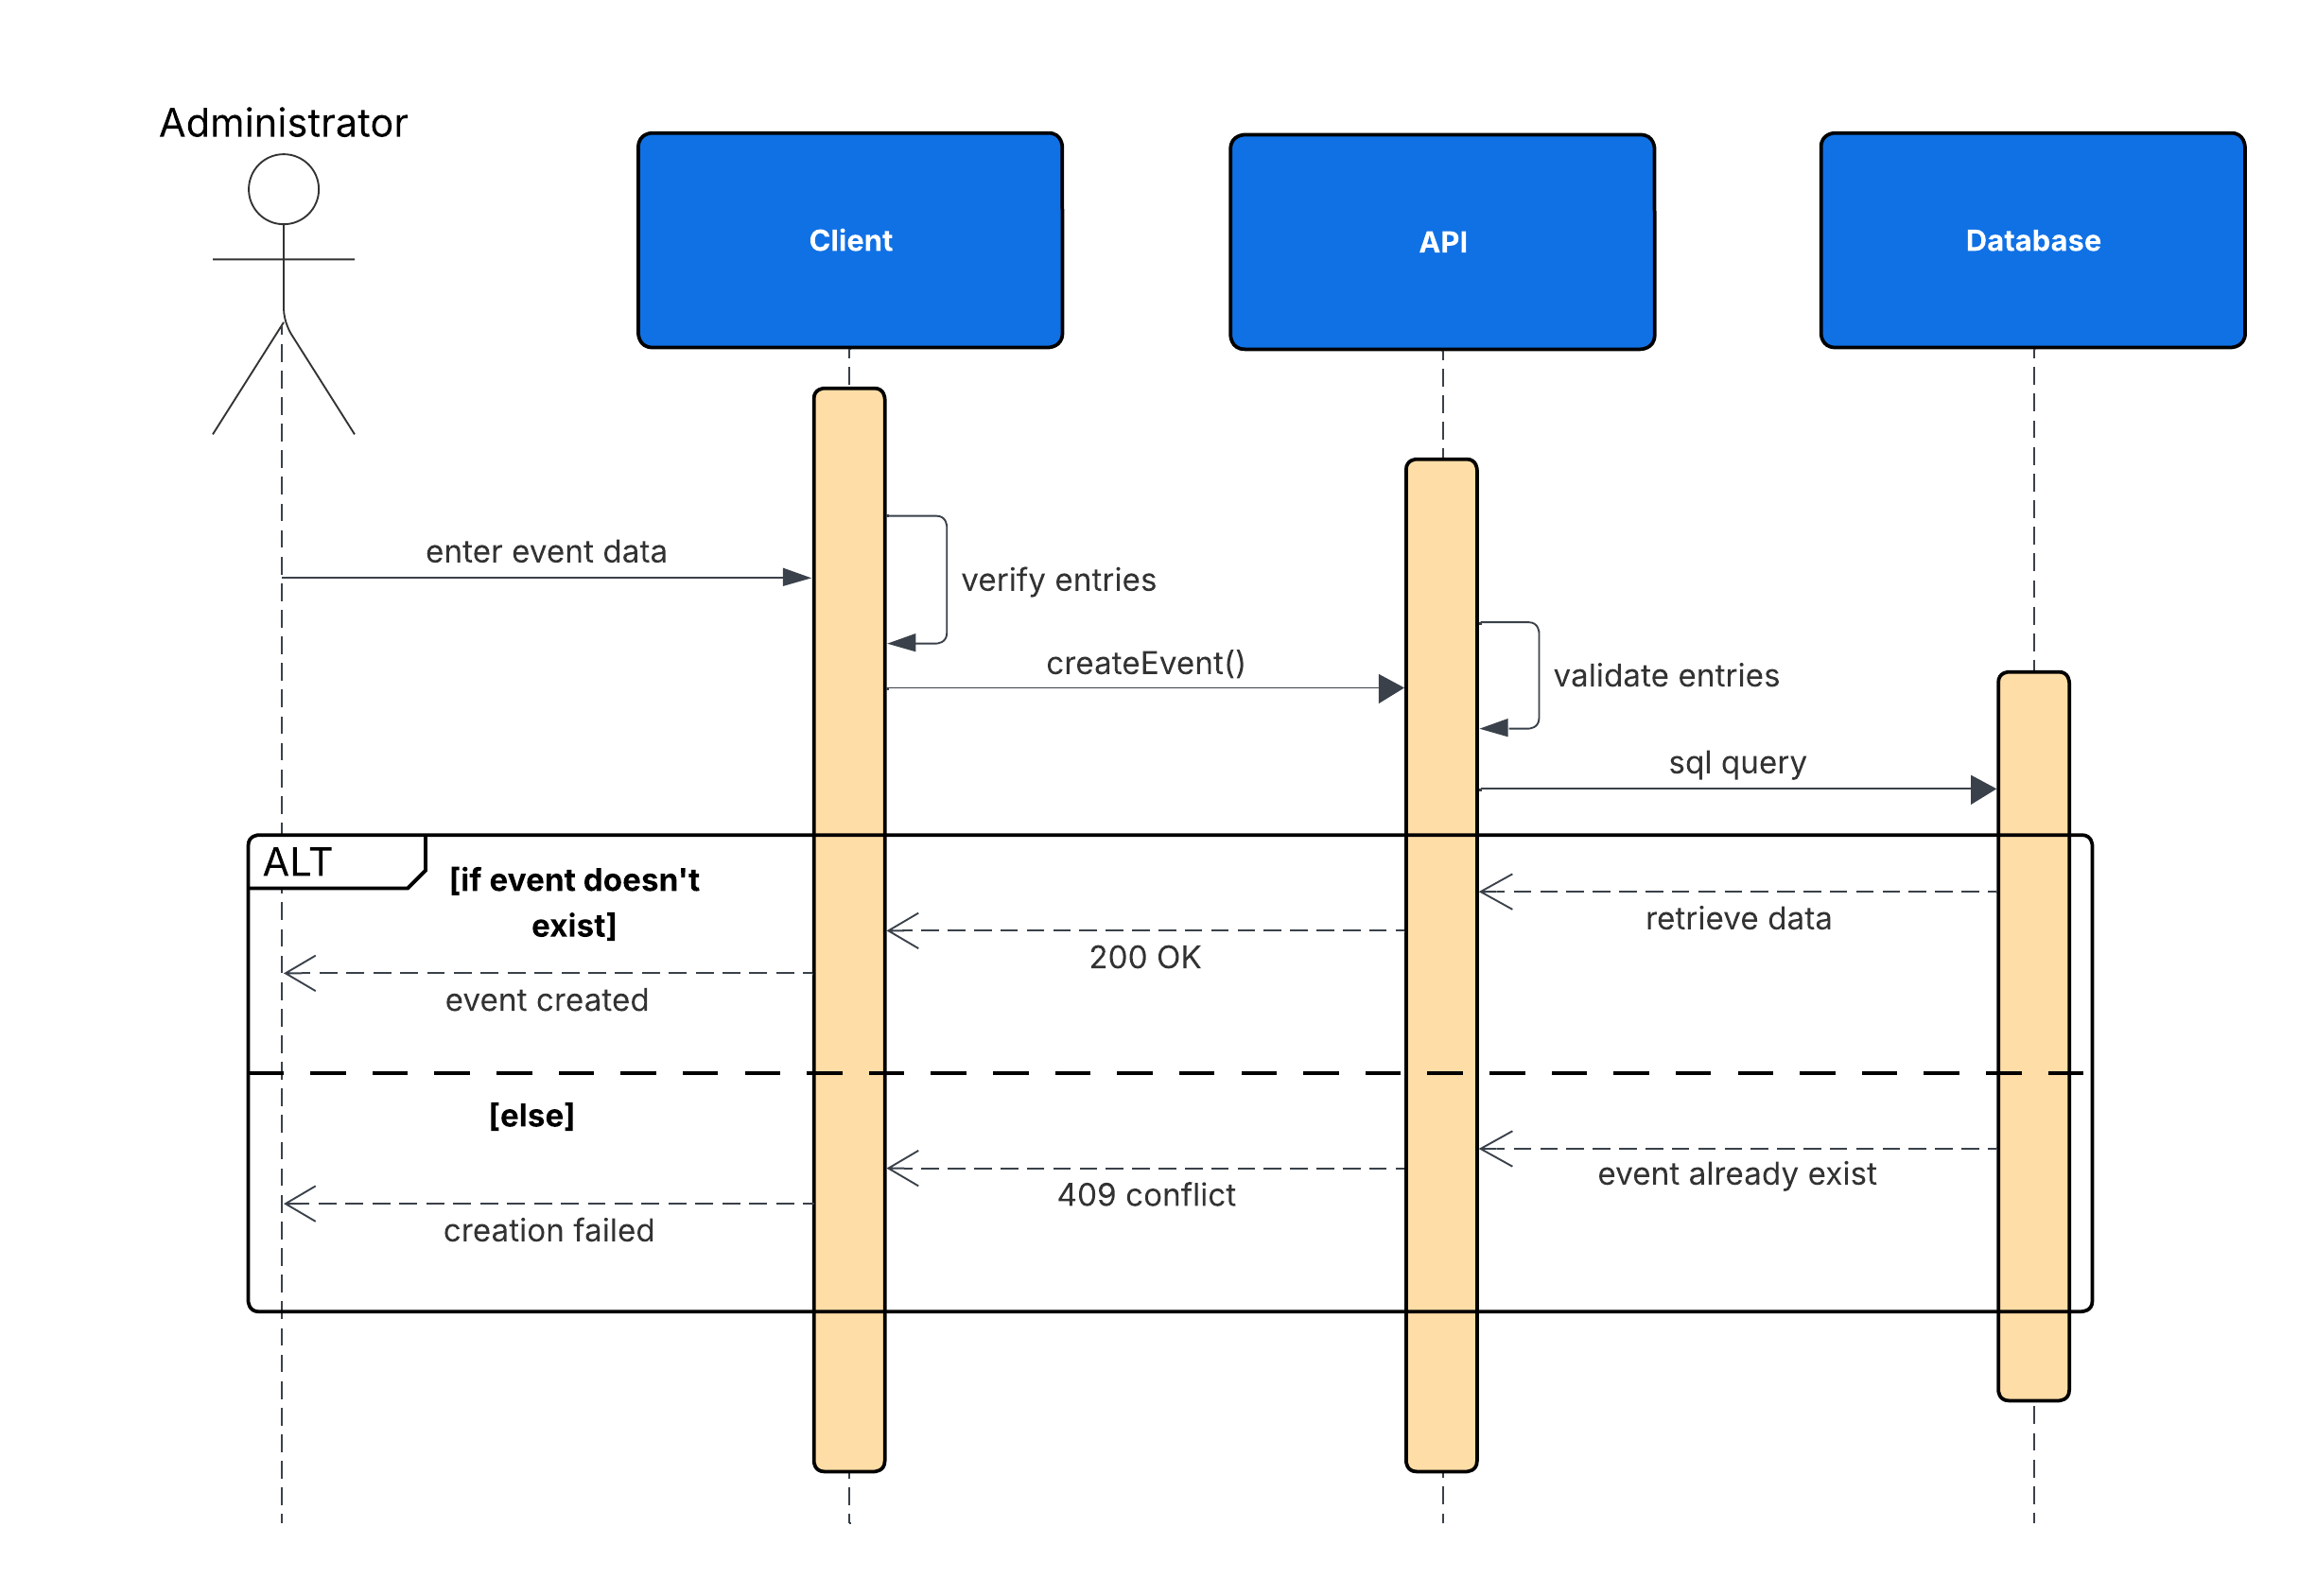 Administrator
Client
API
Database
enter event data
verify entries
createEvent()
validate entries
sql query
ALT
[if event doesn't
exist]
retrieve data
200 OK
event created
[else]
event already exist
409 conflict
creation failed